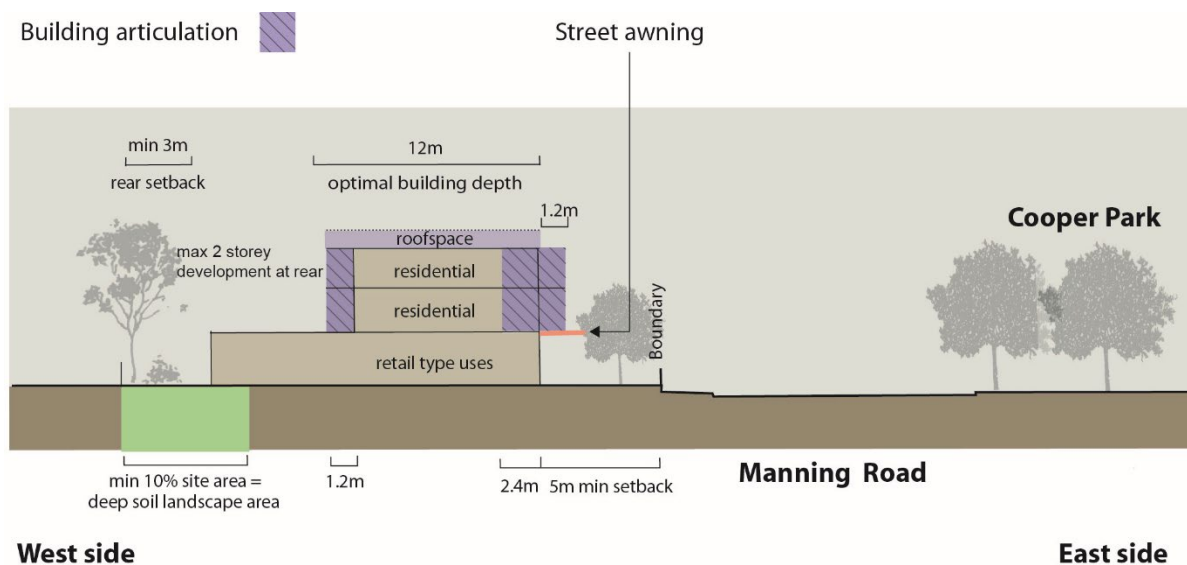 Building articulation
Street awning
min 3m
rear setback
12m
optimal building depth
1.2m
Cooper Park
max 2 storey
development at rear
roofspace
residential
residential
retail type uses
Boundary
min 10% site area =
deep soil landscape area
1.2m
2.4m
5m min setback
Manning Road
West side
East side